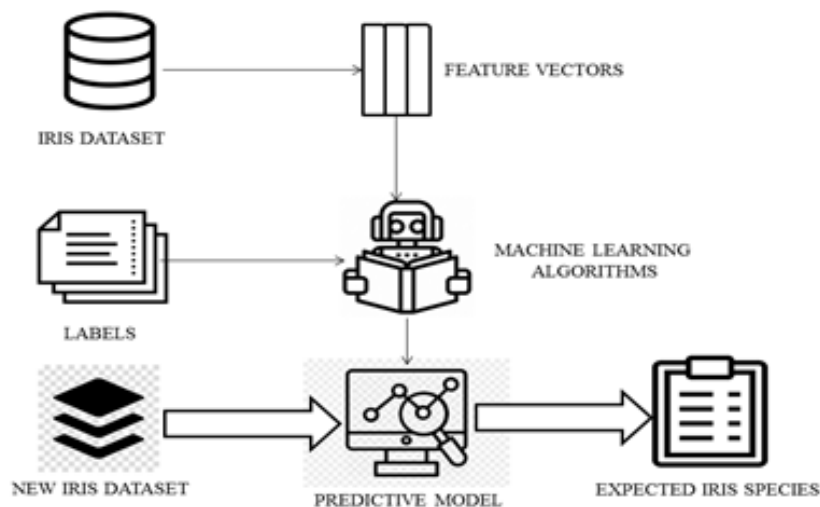 FEATURE VECTORS
IRIS DATASET
MACHINE LEARNING
ALGORITHMS
LABELS
NEW IRIS DATASET
PREDICTIVE MODEL
EXPECTED IRIS SPECIES